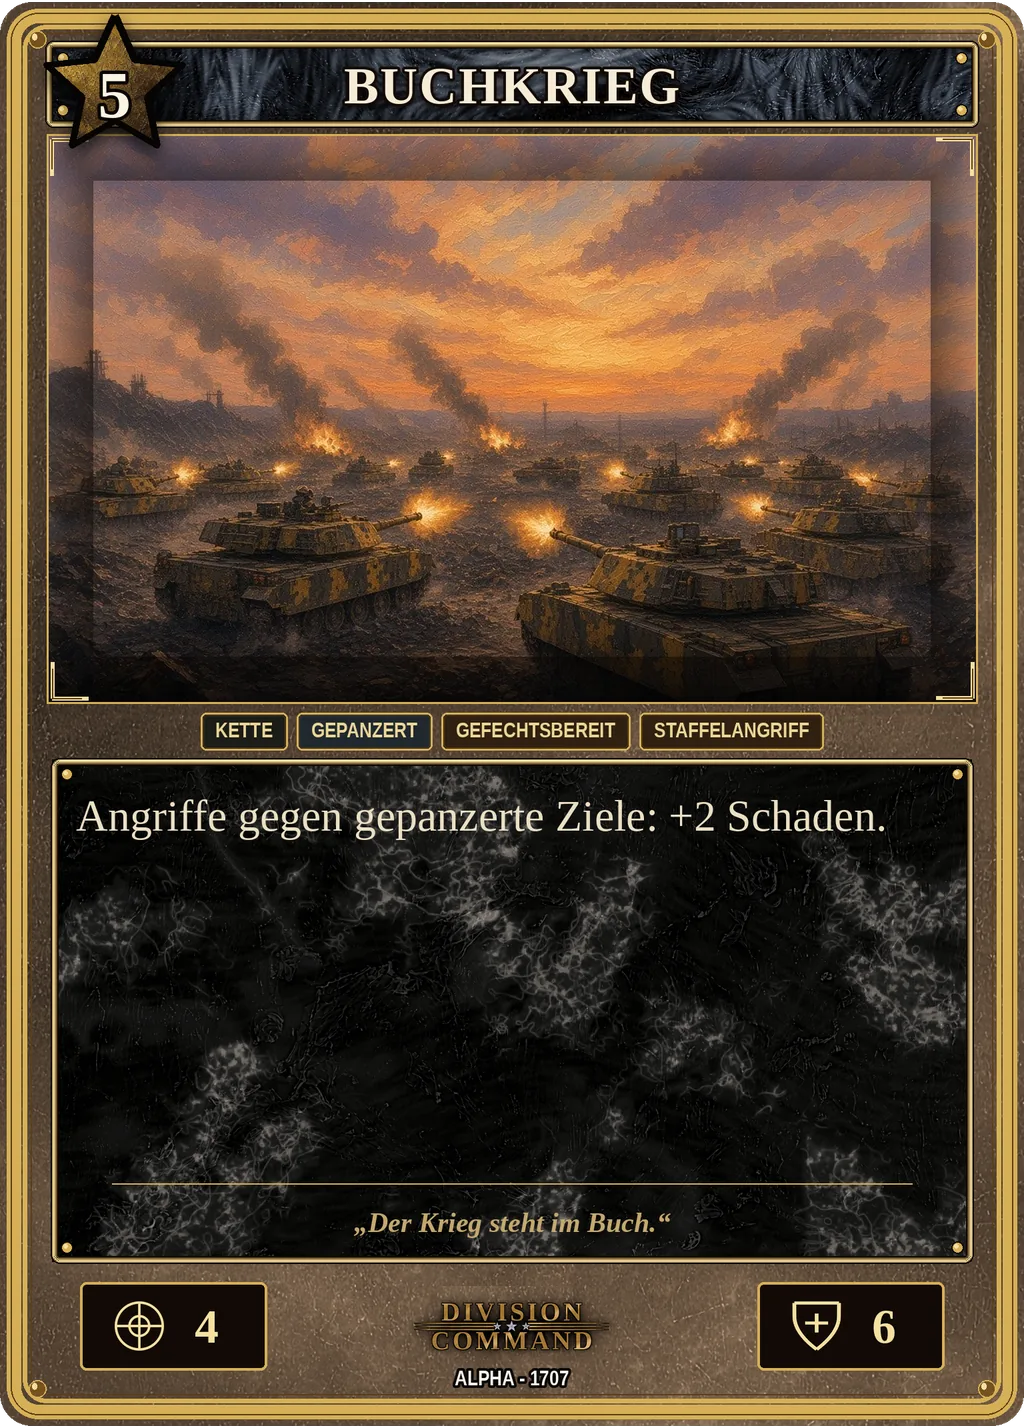 5
BUCHKRIEG
KETTE
GEPANZERT
GEFECHTSBEREIT
STAFFELANGRIFF
Angriffe gegen gepanzerte Ziele: +2 Schaden.
„Der Krieg steht im Buch.“
4
DIVISION
COMMAND
6
ALPHA - 1707